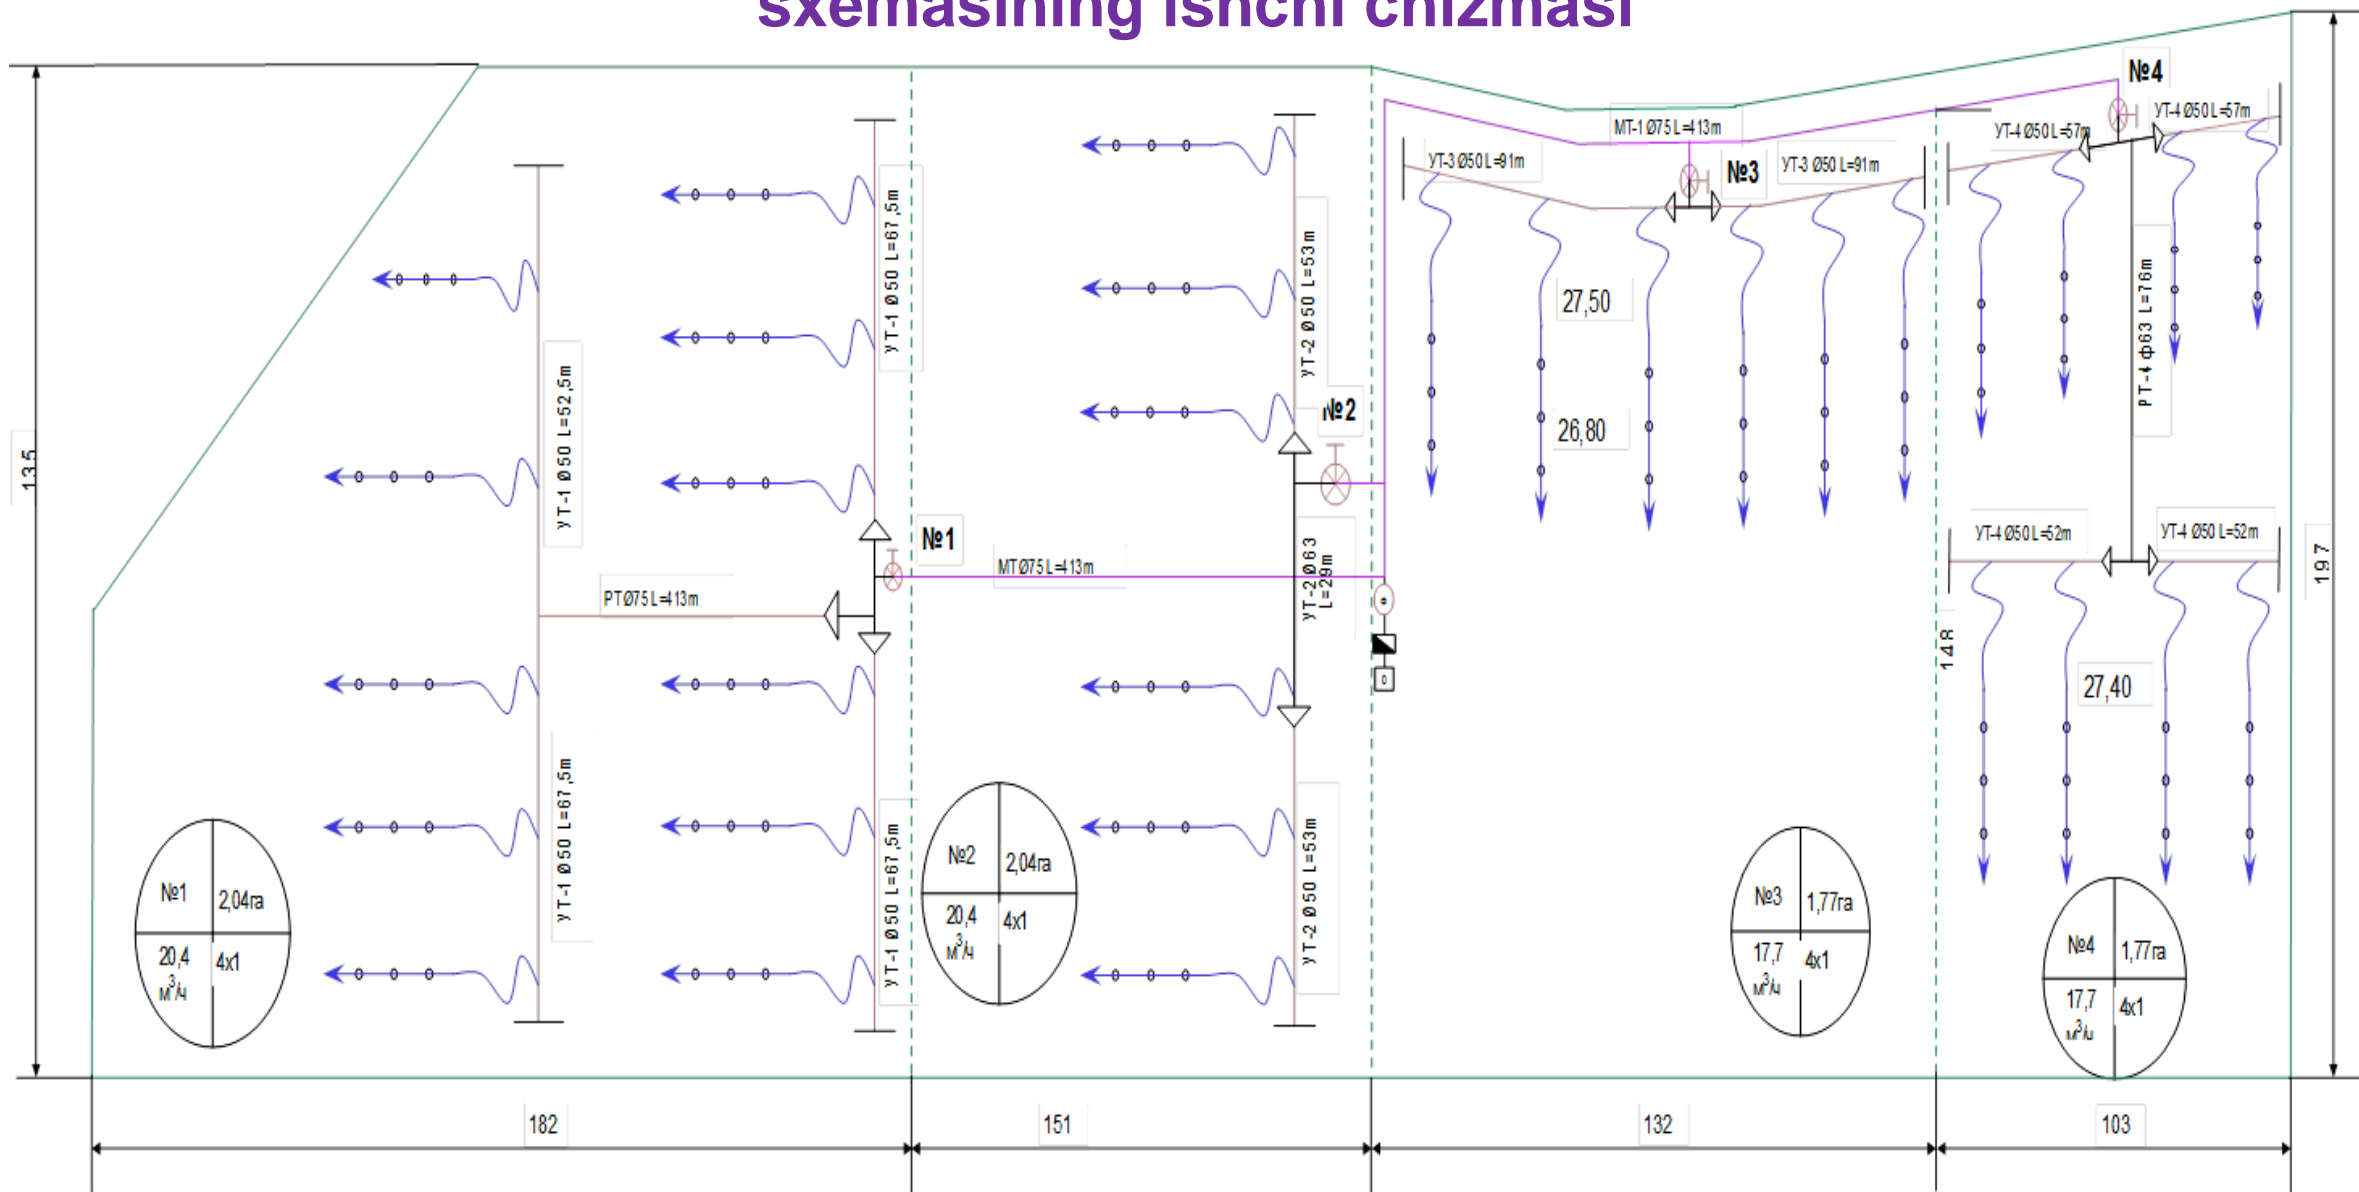 sxemasining ishchi chizmasi
№4
УТ-4 Ø50 L=57m
УТ-4 Ø50 L=57m
МТ-1 Ø75 L=413m
УТ-3 Ø50 L=91m
№3
УТ-3 Ø50 L=91m
УТ-1 Ø50 L=67,5m
УТ-2 Ø50 L=53m
27,50
РТ-4 ф63 L=76m
УТ-1 Ø50 L=52,5m
№2
26,80
135
№1
МТ Ø75 L=413m
УТ-2 Ø63
L=29m
УТ-4 Ø50 L=52m
УТ-4 Ø50 L=52m
197
РТ Ø75 L=413m
148
27,40
УТ-1 Ø50 L=67,5m
УТ-1 Ø50 L=67,5m
УТ-2 Ø50 L=53m
№1
2,04га
20,4
м³/ч
4x1
№2
2,04га
20,4
м³/ч
4x1
№3
1,77га
17,7
м³/ч
4x1
№4
1,77га
17,7
м³/ч
4x1
182
151
132
103